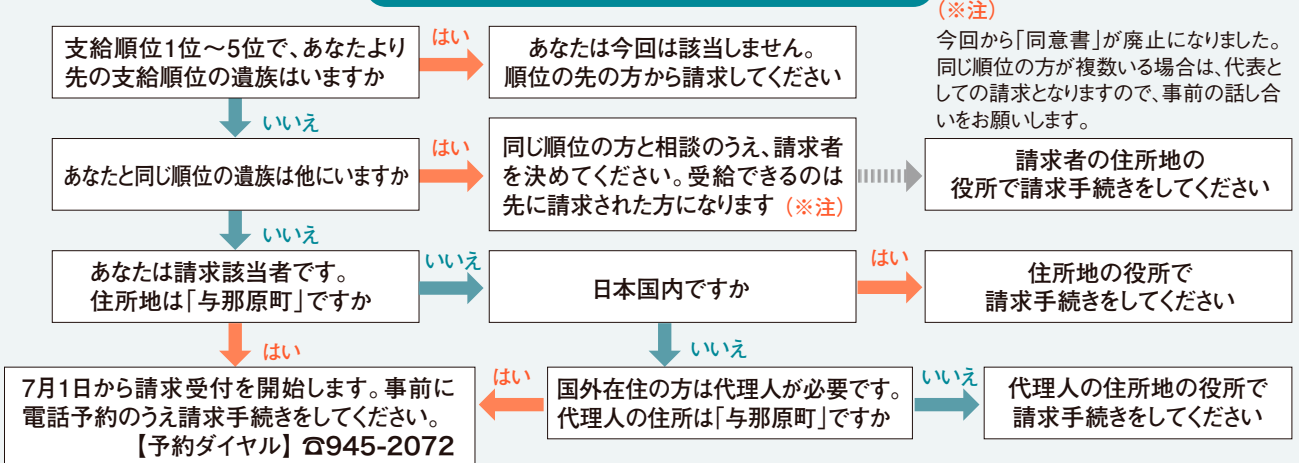 支給順位1位～5位で、あなたより
先の支給順位の遺族はいますか
はい
あなたは今回は該当しません。
順位の先の方から請求してください
（※注）
今回から「同意書」が廃止になりました。
同じ順位の方が複数いる場合は、代表と
しての請求となりますので、事前の話し合
いをお願いします。
いいえ
あなたと同じ順位の遺族は他にいますか
はい
同じ順位の方と相談のうえ、請求者
を決めてください。受給できるのは
先に請求された方になります（※注）
請求者の住所地の
役所で請求手続きをしてください
いいえ
あなたは請求該当者です。
住所地は「与那原町」ですか
いいえ
日本国内ですか
はい
住所地の役所で
請求手続きをしてください
はい
いいえ
7月1日から請求受付を開始します。事前に
電話予約のうえ請求手続きをしてください。
【予約ダイヤル】☎945-2072
はい
国外在住の方は代理人が必要です。
代理人の住所は「与那原町」ですか
いいえ
代理人の住所地の役所で
請求手続きをしてください